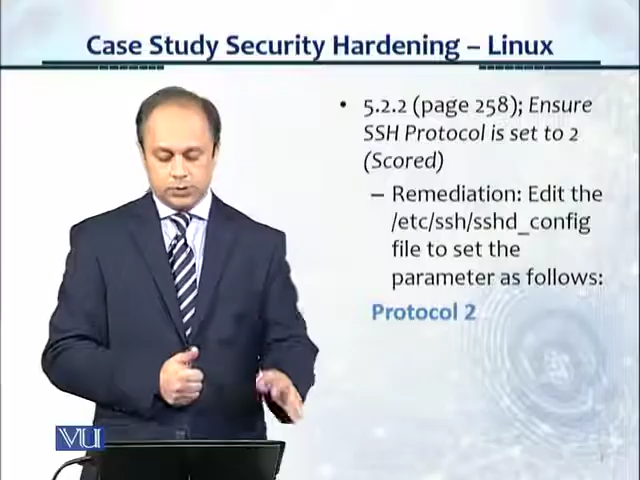 Case Study Security Hardening – Linux
• 5.2.2 (page 258); Ensure
SSH Protocol is set to 2
(Scored)
– Remediation: Edit the
/etc/ssh/sshd_config
file to set the
parameter as follows:
Protocol 2
VU